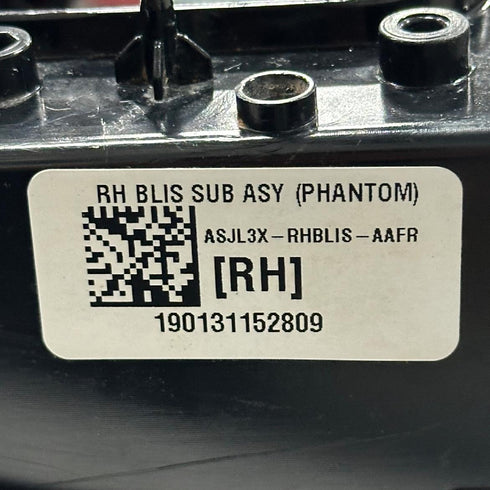 RH BLIS SUB ASY (PHANTOM)
ASJL3X-RHBLIS-AAFR
[RH]
190131152809